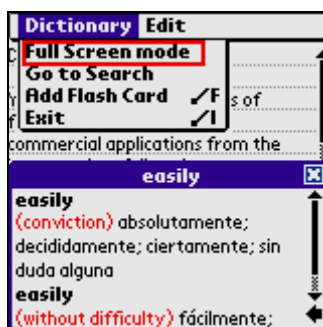 Dictionary Edit
Full Screen mode
Go to Search
Add Flash Card /F
s of
Exit /I
commercial applications from the
easily
easily
(conviction) absolutamente;
decididamente; ciertamente; sin
duda alguna
easily
(without difficulty) fácilmente;